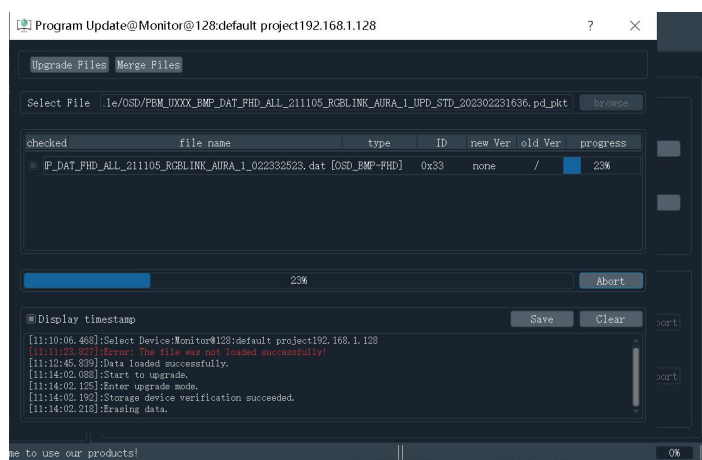 Program Update@Monitor@128:default project192.168.1.128
Upgrade Files Merge Files
Select File .le/OSD/PBM_UXXX_BMP_DAT_FHD_ALL_211105_RGBLINK_AURA_1_UPD_STD_202302231636.pd_pkt browse
checked file name type ID new Ver old Ver progress
P_DAT_FHD_ALL_211105_RGBLINK_AURA_1_022332523.dat [OSD_BMP-FHD] 0x33 none / 23%
23% Abort
Display timestamp Save Clear
[11:10:06.468]:Select Device:Monitor@128:default project192.168.1.128
[11:11:23.827]:Error: The file was not loaded successfully!
[11:12:45.839]:Data loaded successfully.
[11:14:02.088]:Start to upgrade.
[11:14:02.125]:Enter upgrade mode.
[11:14:02.192]:Storage device verification succeeded.
[11:14:02.218]:Erasing data.
port
port
me to use our products! 0%